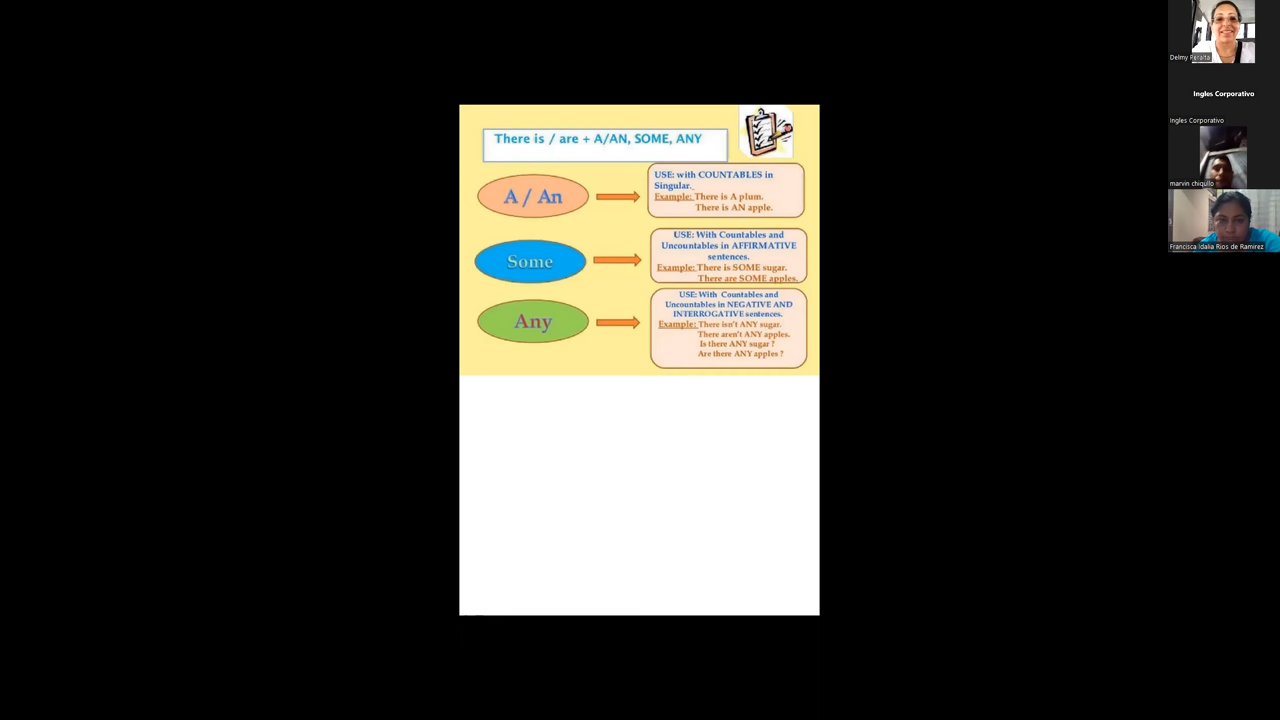 There is / are + A/AN, SOME, ANY
A / An
USE: with COUNTABLES in
Singular.
Example: There is A plum.
There is AN apple.
Some
USE: With Countables and
Uncountables in AFFIRMATIVE
sentences.
Example: There is SOME sugar.
There are SOME apples.
Any
USE: With Countables and
Uncountables in NEGATIVE AND
INTERROGATIVE sentences.
Example: There isn't ANY sugar.
There aren't ANY apples.
Is there ANY sugar ?
Are there ANY apples ?
Delmy Peralta
Ingles Corporativo
Ingles Corporativo
marvin chiqullo
Francisca Idalia Rios de Ramirez